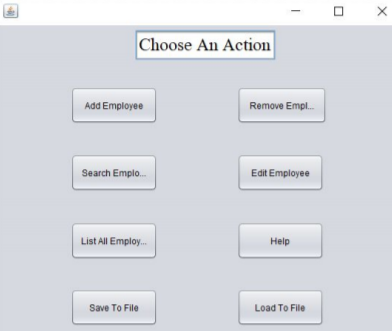 Choose An Action
Add Employee
Remove Empl...
Search Emplo...
Edit Employee
List All Employ...
Help
Save To File
Load To File